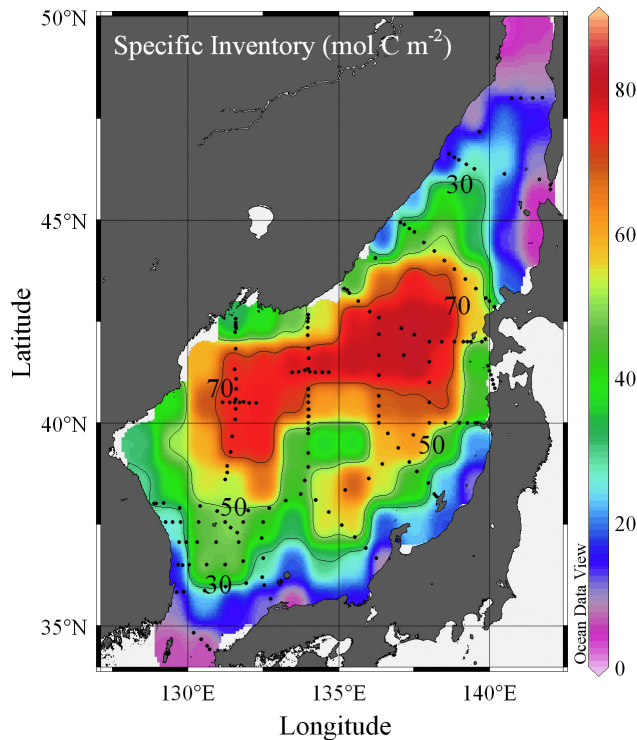 50°N
Specific Inventory (mol C m⁻²)
80
30
45°N
60
70
Latitude
70
40
40°N
50
50
20
30
Ocean Data View
35°N
0
130°E
135°E
140°E
Longitude